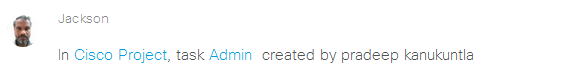 Jackson
In Cisco Project, task Admin created by pradeep kanukuntla